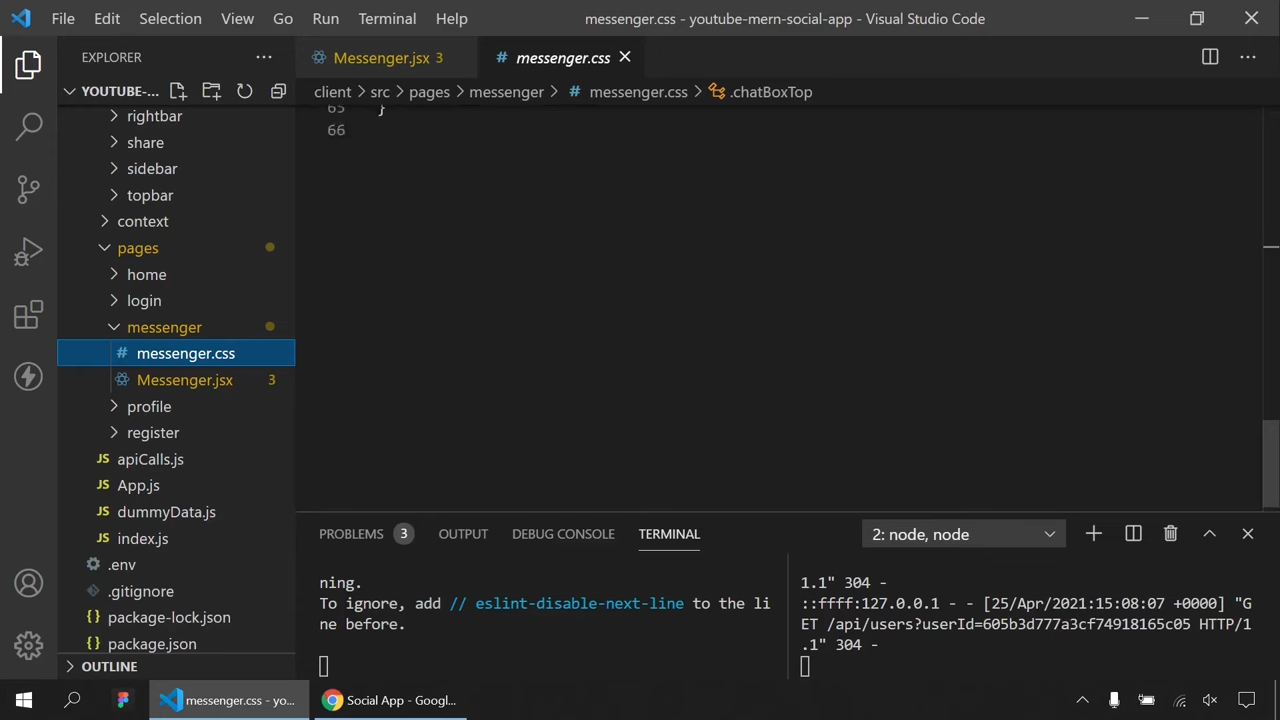 File Edit Selection View Go Run Terminal Help messenger.css - youtube-mern-social-app - Visual Studio Code
EXPLORER
YOUTUBE-...
rightbar
share
sidebar
topbar
context
pages
home
login
messenger
# messenger.css
Messenger.jsx 3
profile
register
JS apiCalls.js
JS App.js
JS dummyData.js
JS index.js
.env
.gitignore
{} package-lock.json
{} package.json
OUTLINE
Messenger.jsx 3 # messenger.css
client > src > pages > messenger > # messenger.css > .chatBoxTop
65 }
66
PROBLEMS 3 OUTPUT DEBUG CONSOLE TERMINAL 2: node, node
ning.
To ignore, add // eslint-disable-next-line to the li
ne before.
1.1" 304 -
::ffff:127.0.0.1 - - [25/Apr/2021:15:08:07 +0000] "G
ET /api/users?userId=605b3d777a3cf74918165c05 HTTP/1
.1" 304 -
messenger.css - yo...
Social App - Googl...